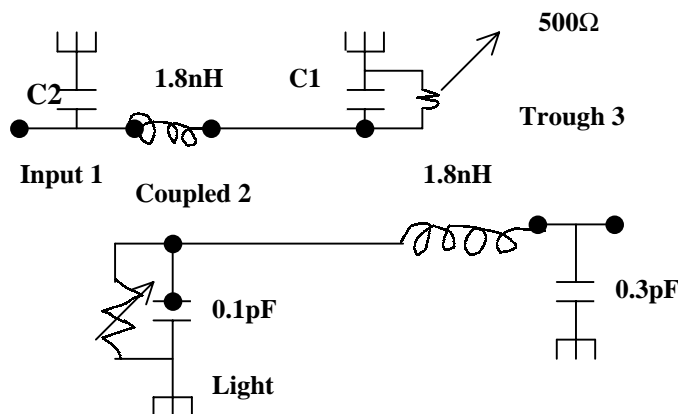 500Ω
1.8nH
C1
C2
Trough 3
Input 1
1.8nH
Coupled 2
0.1pF
0.3pF
Light